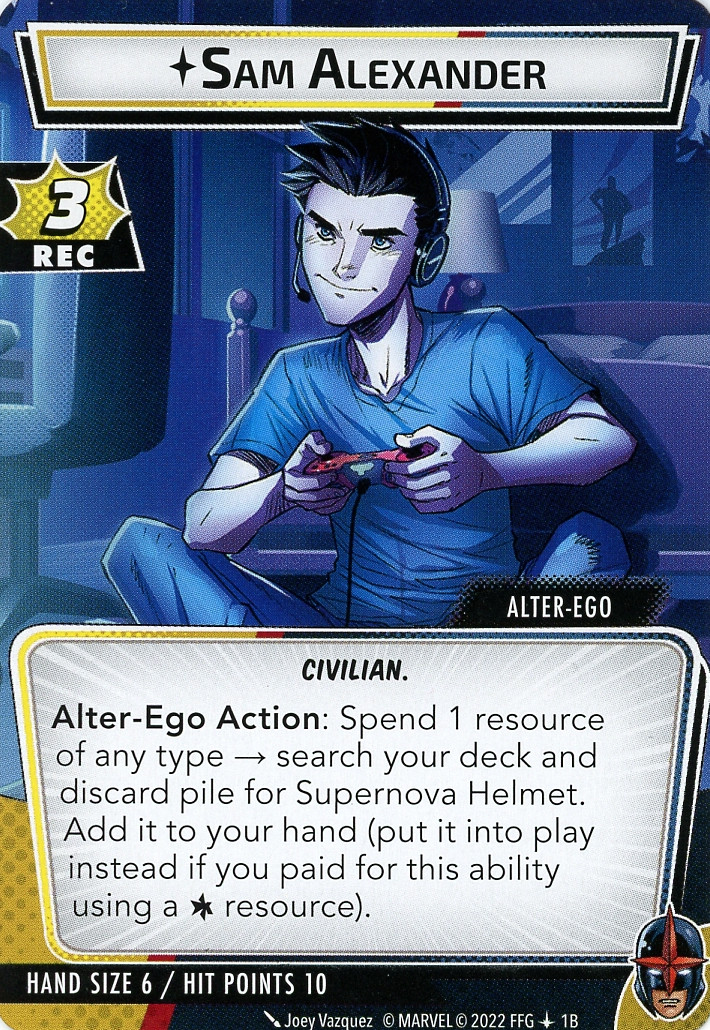 ✦Sam Alexander
3
REC
ALTER-EGO
CIVILIAN.
Alter-Ego Action: Spend 1 resource
of any type → search your deck and
discard pile for Supernova Helmet.
Add it to your hand (put it into play
instead if you paid for this ability
using a resource).
HAND SIZE 6 / HIT POINTS 10
Joey Vazquez © MARVEL © 2022 FFG ✦ 1B